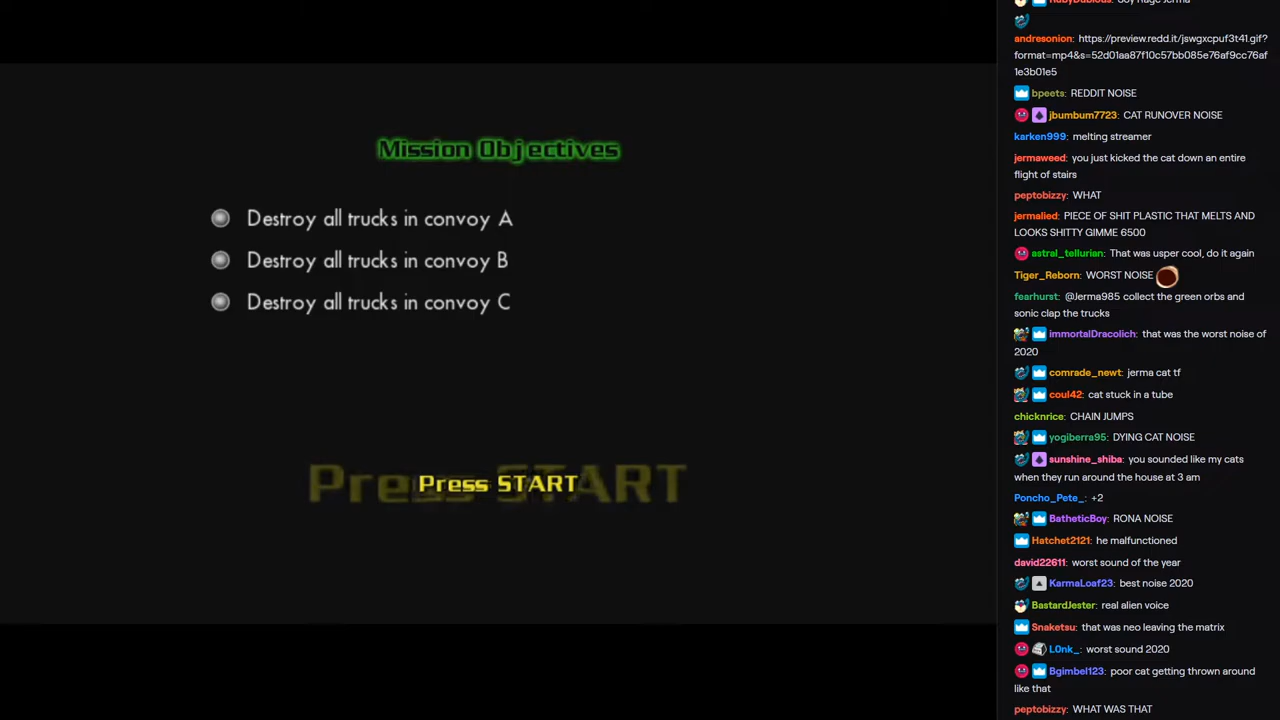 Mission Objectives
Destroy all trucks in convoy A
Destroy all trucks in convoy B
Destroy all trucks in convoy C
Press START
Press START
andresonion: https://preview.redd.it/jswgxcpuf3t41.gif?
format=mp4&s=52d01aa87f10c57bb085e76af9cc76af
1e3b01e5
bpeets: REDDIT NOISE
jbumbum7723: CAT RUNOVER NOISE
karken999: melting streamer
jermaweed: you just kicked the cat down an entire
flight of stairs
peptobizzy: WHAT
jermalied: PIECE OF SHIT PLASTIC THAT MELTS AND
LOOKS SHITTY GIMME 6500
astral_tellurian: That was usper cool, do it again
Tiger_Reborn: WORST NOISE
fearhurst: @Jerma985 collect the green orbs and
sonic clap the trucks
immortalDracolich: that was the worst noise of
2020
comrade_newt: jerma cat tf
coul42: cat stuck in a tube
chicknrice: CHAIN JUMPS
yogiberra95: DYING CAT NOISE
sunshine_shiba: you sounded like my cats
when they run around the house at 3 am
Poncho_Pete_: +2
BatheticBoy: RONA NOISE
Hatchet2121: he malfunctioned
david22611: worst sound of the year
KarmaLoaf23: best noise 2020
BastardJester: real alien voice
Snaketsu: that was neo leaving the matrix
L0nk_: worst sound 2020
Bgimbel123: poor cat getting thrown around
like that
peptobizzy: WHAT WAS THAT